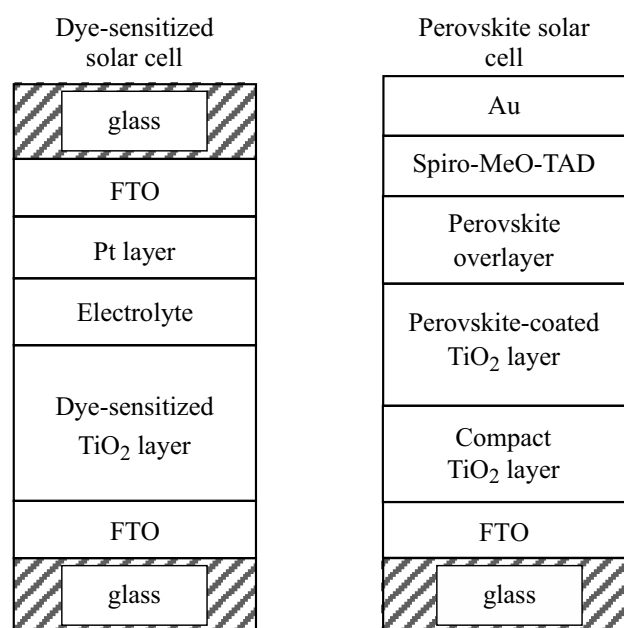 Dye-sensitized
solar cell
glass
FTO
Pt layer
Electrolyte
Dye-sensitized
TiO₂ layer
FTO
glass
Perovskite solar
cell
Au
Spiro-MeO-TAD
Perovskite
overlayer
Perovskite-coated
TiO₂ layer
Compact
TiO₂ layer
FTO
glass